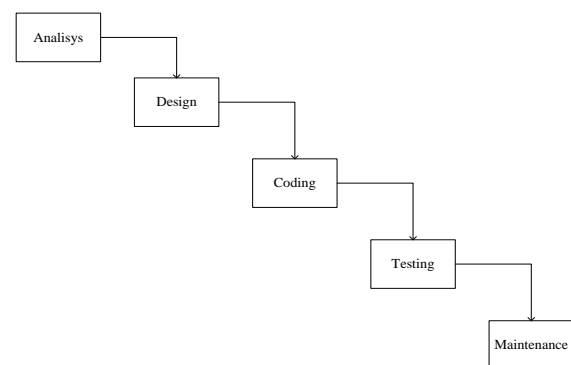 Analisys
Design
Coding
Testing
Maintenance